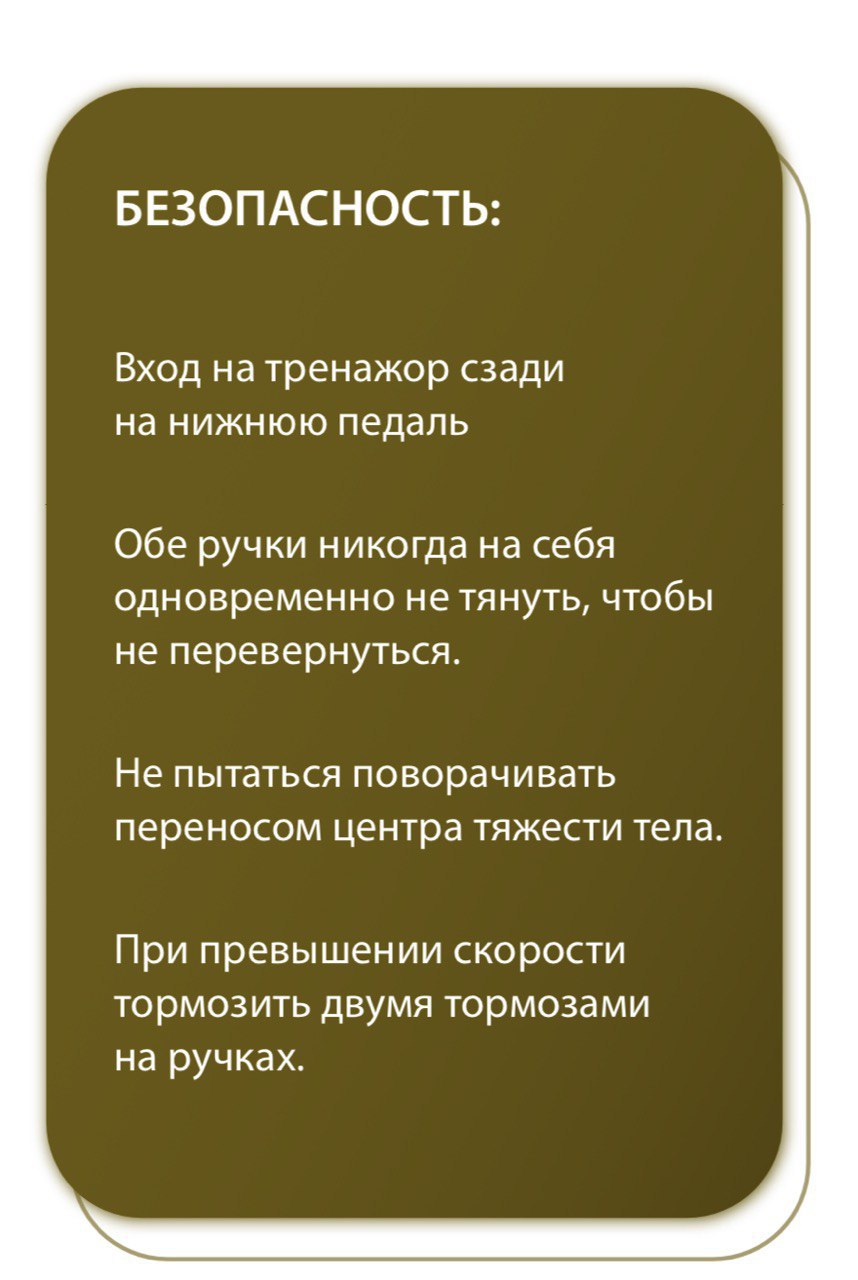 БЕЗОПАСНОСТЬ:
Вход на тренажор сзади
на нижнюю педаль
Обе ручки никогда на себя
одновременно не тянуть, чтобы
не перевернуться.
Не пытаться поворачивать
переносом центра тяжести тела.
При превышении скорости
тормозить двумя тормозами
на ручках.